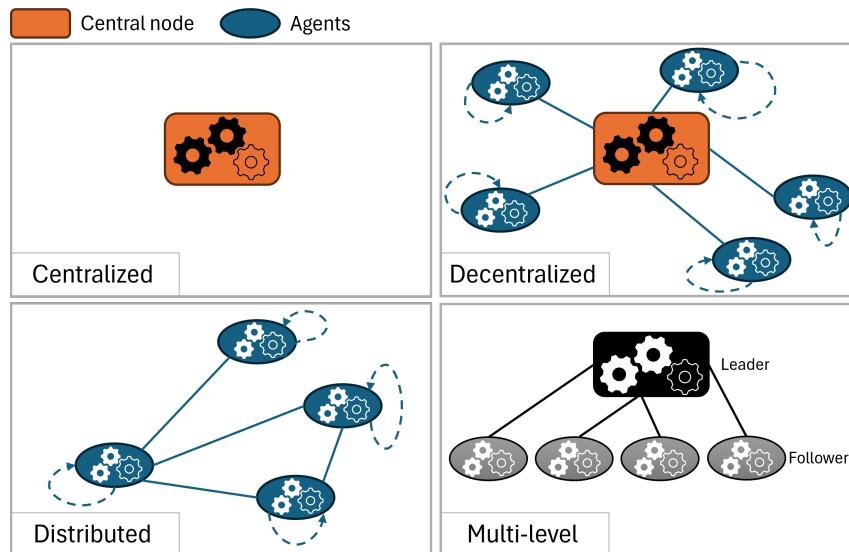 Central node
Agents
Centralized
Decentralized
Leader
Follower
Distributed
Multi-level